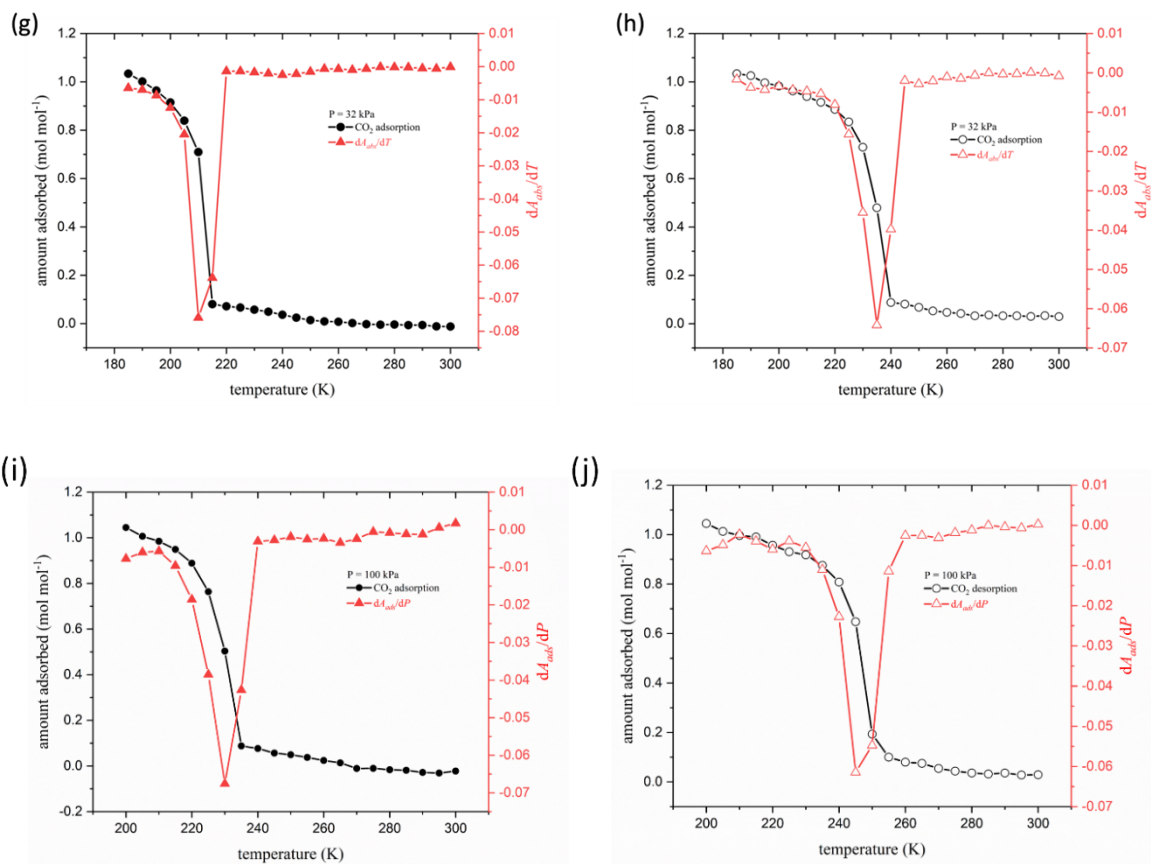 (g)
1.2
1.0
0.8
0.6
0.4
0.2
0.0
amount adsorbed (mol mol⁻¹)
P = 32 kPa
CO₂ adsorption
dA_abs/dT
0.01
0.00
-0.01
-0.02
-0.03
-0.04
-0.05
-0.06
-0.07
-0.08
dA_abs/dT
180 200 220 240 260 280 300
temperature (K)
(h)
1.2
1.0
0.8
0.6
0.4
0.2
0.0
amount adsorbed (mol mol⁻¹)
P = 32 kPa
CO₂ adsorption
dA_abs/dT
0.01
0.00
-0.01
-0.02
-0.03
-0.04
-0.05
-0.06
-0.07
dA_abs/dT
180 200 220 240 260 280 300
temperature (K)
(i)
1.2
1.0
0.8
0.6
0.4
0.2
0.0
-0.2
amount adsorbed (mol mol⁻¹)
P = 100 kPa
CO₂ adsorption
dA_ads/dP
0.01
0.00
-0.01
-0.02
-0.03
-0.04
-0.05
-0.06
-0.07
dA_ads/dP
200 220 240 260 280 300
temperature (K)
(j)
1.2
1.0
0.8
0.6
0.4
0.2
0.0
amount adsorbed (mol mol⁻¹)
P = 100 kPa
CO₂ desorption
dA_ads/dP
0.01
0.00
-0.01
-0.02
-0.03
-0.04
-0.05
-0.06
-0.07
dA_ads/dP
200 220 240 260 280 300
temperature (K)